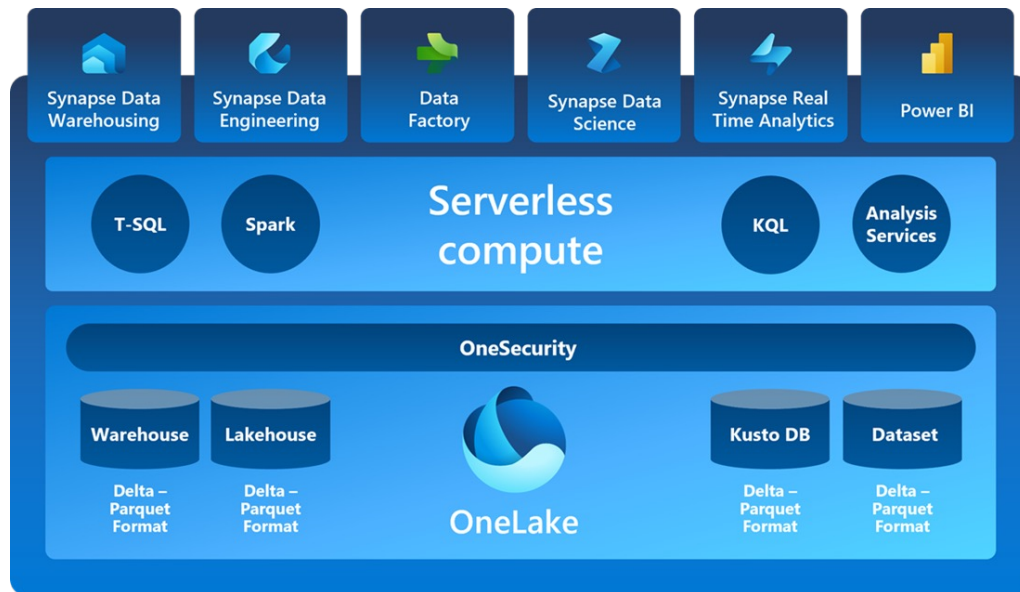 Synapse Data
Warehousing
Synapse Data
Engineering
Data
Factory
Synapse Data
Science
Synapse Real
Time Analytics
Power BI
T-SQL
Spark
Serverless
compute
KQL
Analysis
Services
OneSecurity
Warehouse
Lakehouse
Kusto DB
Dataset
Delta –
Parquet
Format
Delta –
Parquet
Format
OneLake
Delta –
Parquet
Format
Delta –
Parquet
Format